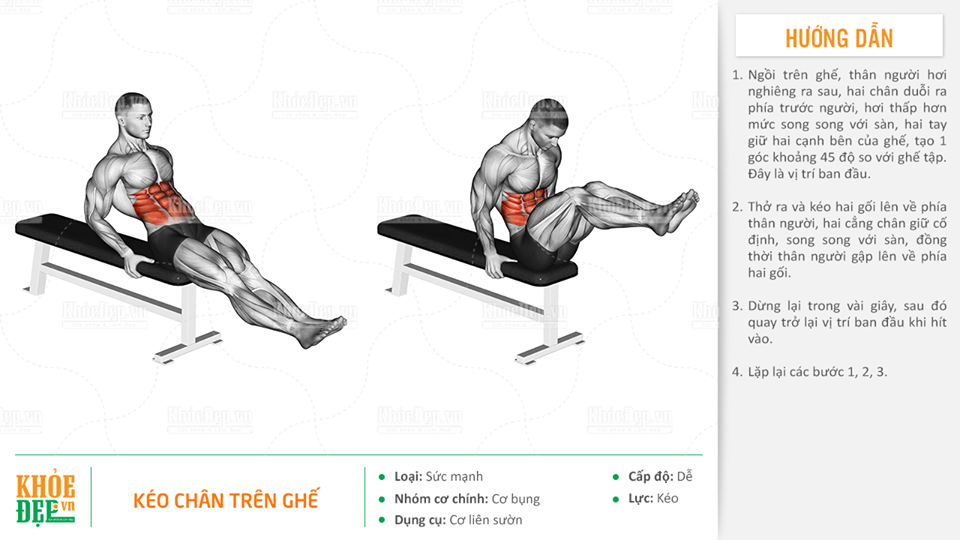 HƯỚNG DẪN
1. Ngồi trên ghế, thân người hơi
nghiêng ra sau, hai chân duỗi ra
phía trước người, hơi thấp hơn
mức song song với sàn, hai tay
giữ hai cạnh bên của ghế, tạo 1
góc khoảng 45 độ so với ghế tập.
Đây là vị trí ban đầu.
2. Thở ra và kéo hai gối lên về phía
thân người, hai cẳng chân giữ cố
định, song song với sàn, đồng
thời thân người gập lên về phía
hai gối.
3. Dừng lại trong vài giây, sau đó
quay trở lại vị trí ban đầu khi hít
vào.
4. Lặp lại các bước 1, 2, 3.
KHỎE
ĐẸP.vn
KÉO CHÂN TRÊN GHẾ
Loại: Sức mạnh
Nhóm cơ chính: Cơ bụng
Dụng cụ: Cơ liên sườn
Cấp độ: Dễ
Lực: Kéo
KhỏeĐẹp.vn